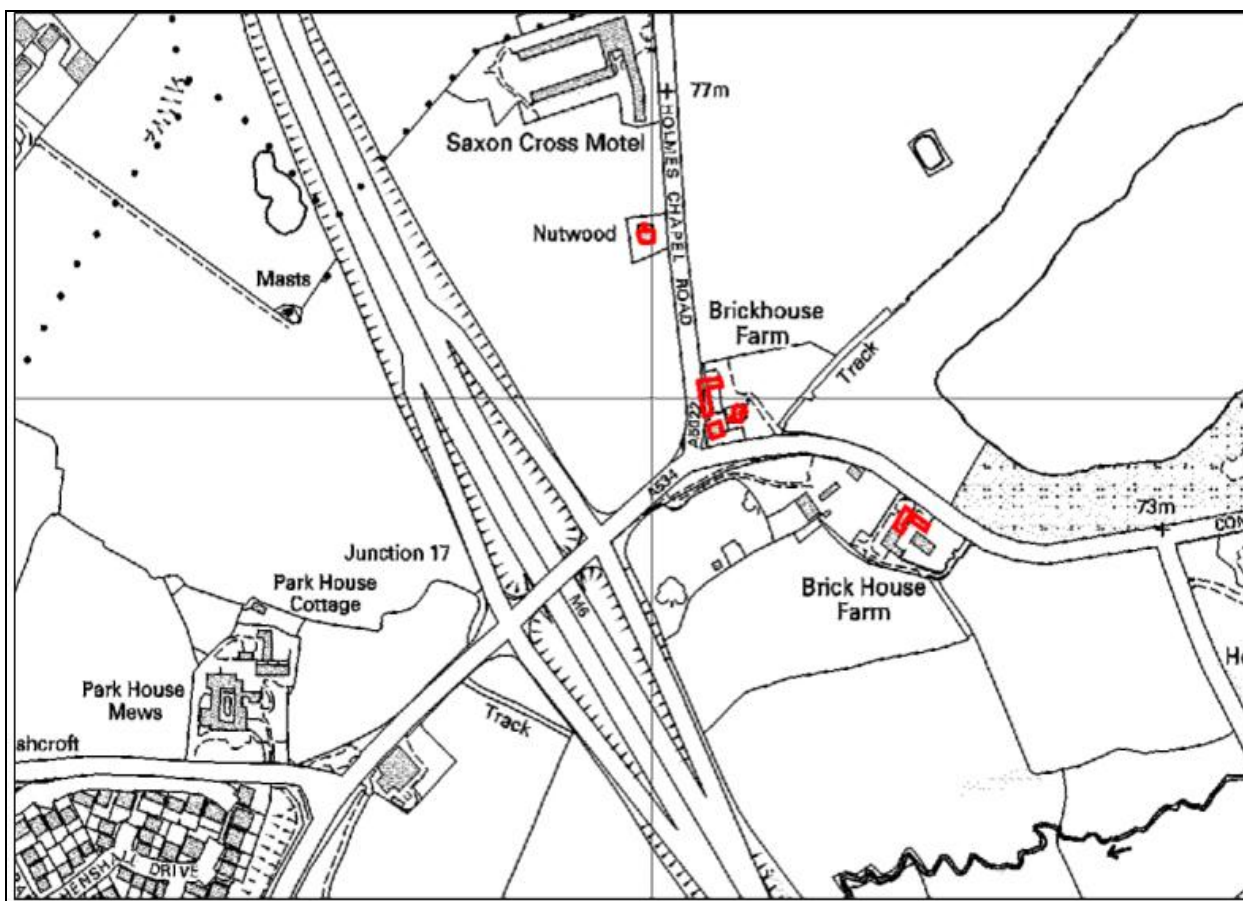 77m
Saxon Cross Motel
HOLMES CHAPEL ROAD
Nutwood
Masts
Brickhouse
Farm
Track
A5022
A534
73m
CON
Junction 17
Park House
Cottage
M6
Brick House
Farm
Park House
Mews
Track
shcroft
DRIVE